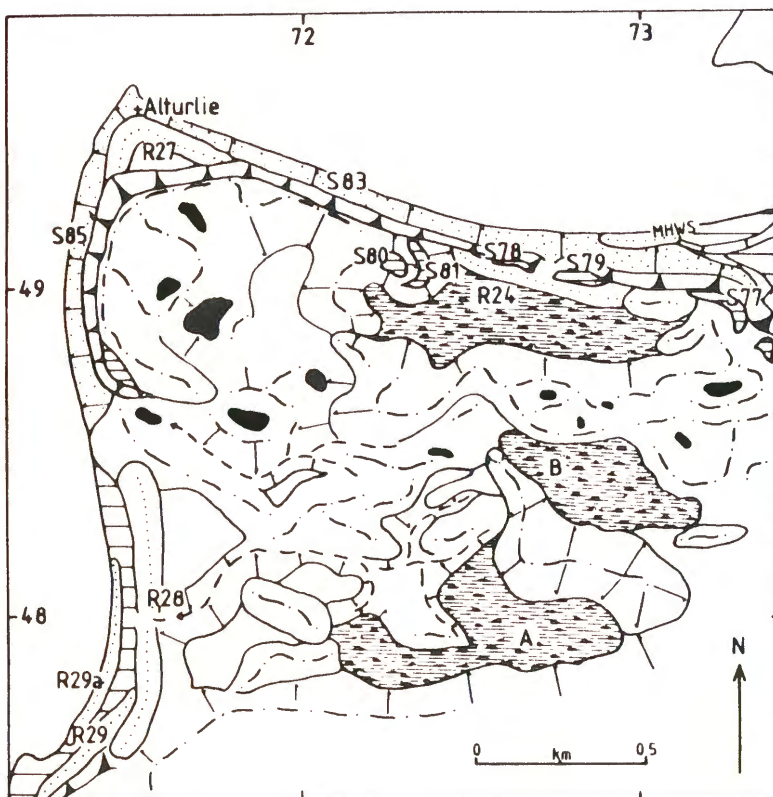 72
73
Alturlie
R27
S83
MHWS
S85
S80
S78
S79
S81
49
R24
S77
B
48
R28
A
R29a
N
R29
0
km
0.5